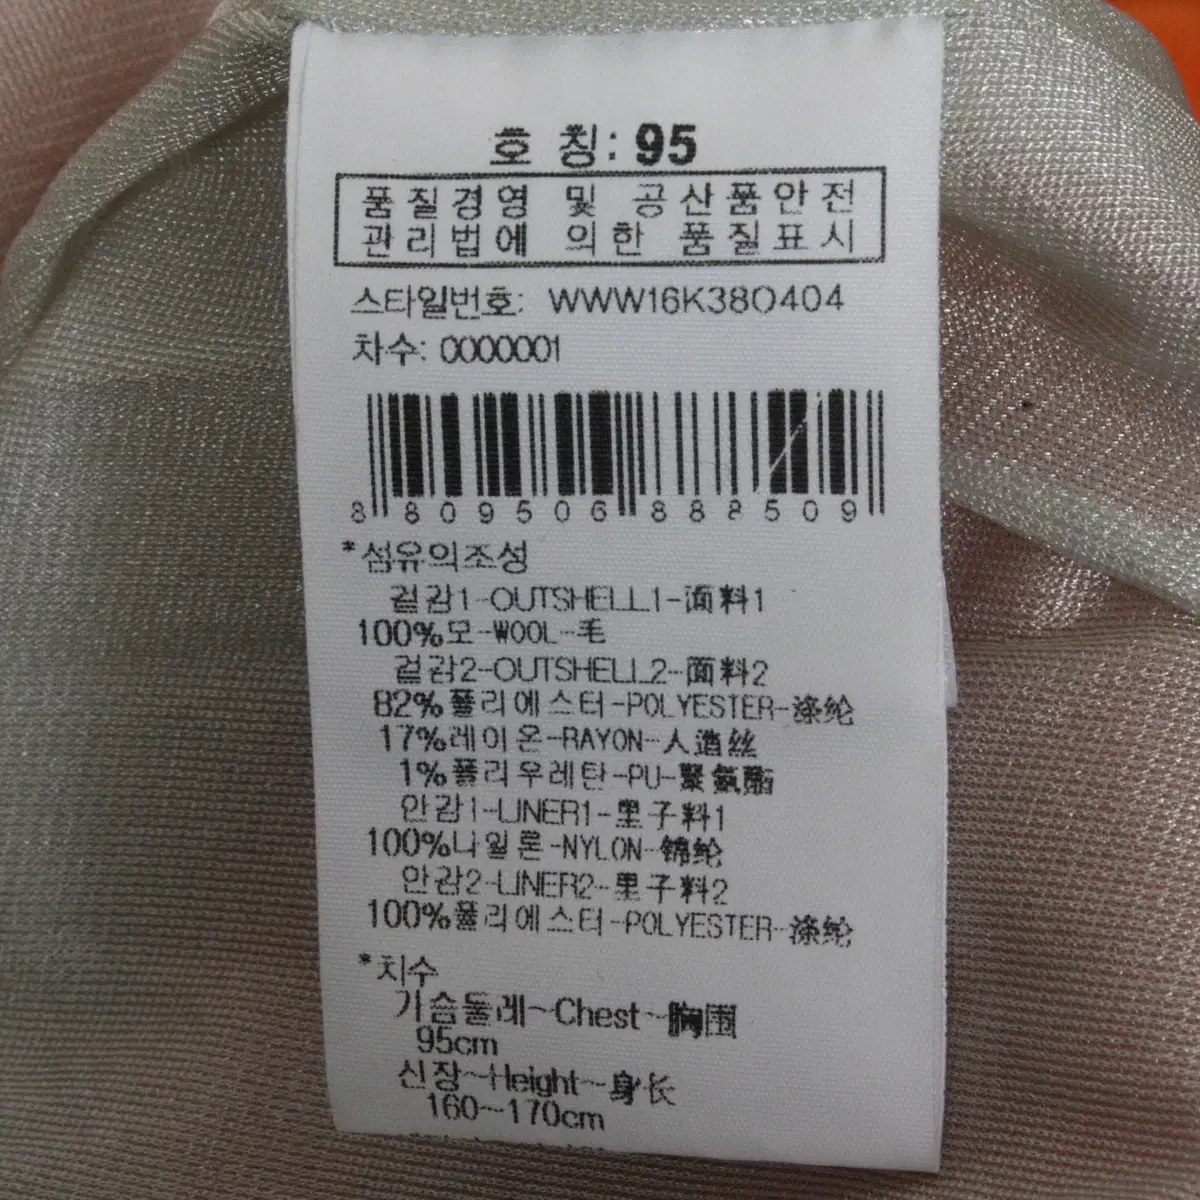 호 칭: 95
품질경영 및 공산품안전
관리법에 의한 품질표시
스타일번호: WWW16K38O404
차수: 0000001
8 809506 888509
*섬유의조성
겉감1-OUTSHELL1-面料1
100%모-WOOL-毛
겉감2-OUTSHELL2-面料2
82%폴리에스터-POLYESTER-涤纶
17%레이온-RAYON-人造丝
1%폴리우레탄-PU-聚氨酯
안감1-LINER1-里子料1
100%나일론-NYLON-锦纶
안감2-LINER2-里子料2
100%폴리에스터-POLYESTER-涤纶
*치수
가슴둘레~Chest~胸围
95cm
신장~Height~身长
160~170cm